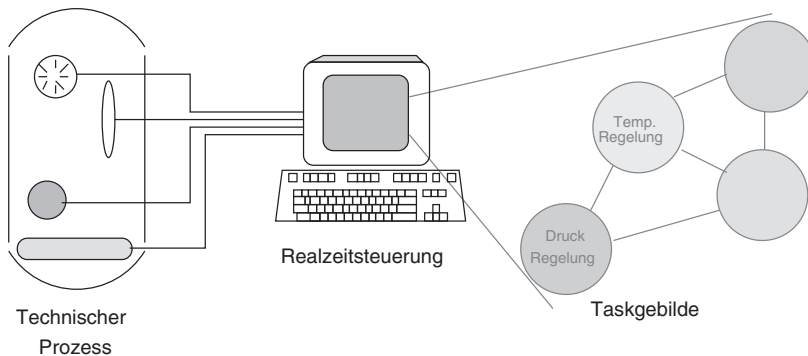 Temp.
Regelung
Druck
Regelung
Realzeitsteuerung
Taskgebilde
Technischer
Prozess